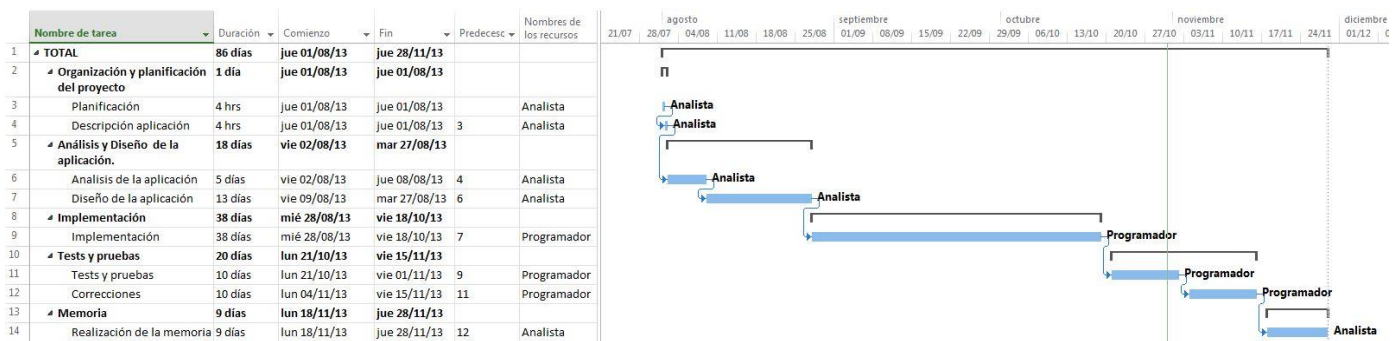 Nombre de tarea Duración Comienzo Fin Predecesc Nombres de los recursos
agosto septiembre octubre noviembre diciembre
21/07 28/07 04/08 11/08 18/08 25/08 01/09 08/09 15/09 22/09 29/09 06/10 13/10 20/10 27/10 03/11 10/11 17/11 24/11 01/12 0
1 TOTAL 86 días jue 01/08/13 jue 28/11/13
2 Organización y planificación del proyecto 1 día jue 01/08/13 jue 01/08/13
3 Planificación 4 hrs jue 01/08/13 jue 01/08/13 Analista Analista
4 Descripción aplicación 4 hrs jue 01/08/13 jue 01/08/13 3 Analista Analista
5 Análisis y Diseño de la aplicación. 18 días vie 02/08/13 mar 27/08/13
6 Analisis de la aplicación 5 días vie 02/08/13 jue 08/08/13 4 Analista Analista
7 Diseño de la aplicación 13 días vie 09/08/13 mar 27/08/13 6 Analista Analista
8 Implementación 38 días mié 28/08/13 vie 18/10/13
9 Implementación 38 días mié 28/08/13 vie 18/10/13 7 Programador Programador
10 Tests y pruebas 20 días lun 21/10/13 vie 15/11/13
11 Tests y pruebas 10 días lun 21/10/13 vie 01/11/13 9 Programador Programador
12 Correcciones 10 días lun 04/11/13 vie 15/11/13 11 Programador Programador
13 Memoria 9 días lun 18/11/13 jue 28/11/13
14 Realización de la memoria 9 días lun 18/11/13 jue 28/11/13 12 Analista Analista